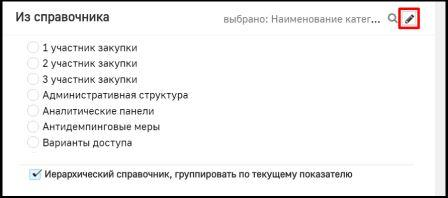 Из справочника
выбрано: Наименование катег...
1 участник закупки
2 участник закупки
3 участник закупки
Административная структура
Аналитические панели
Антидемпинговые меры
Варианты доступа
Иерархический справочник, группировать по текущему показателю